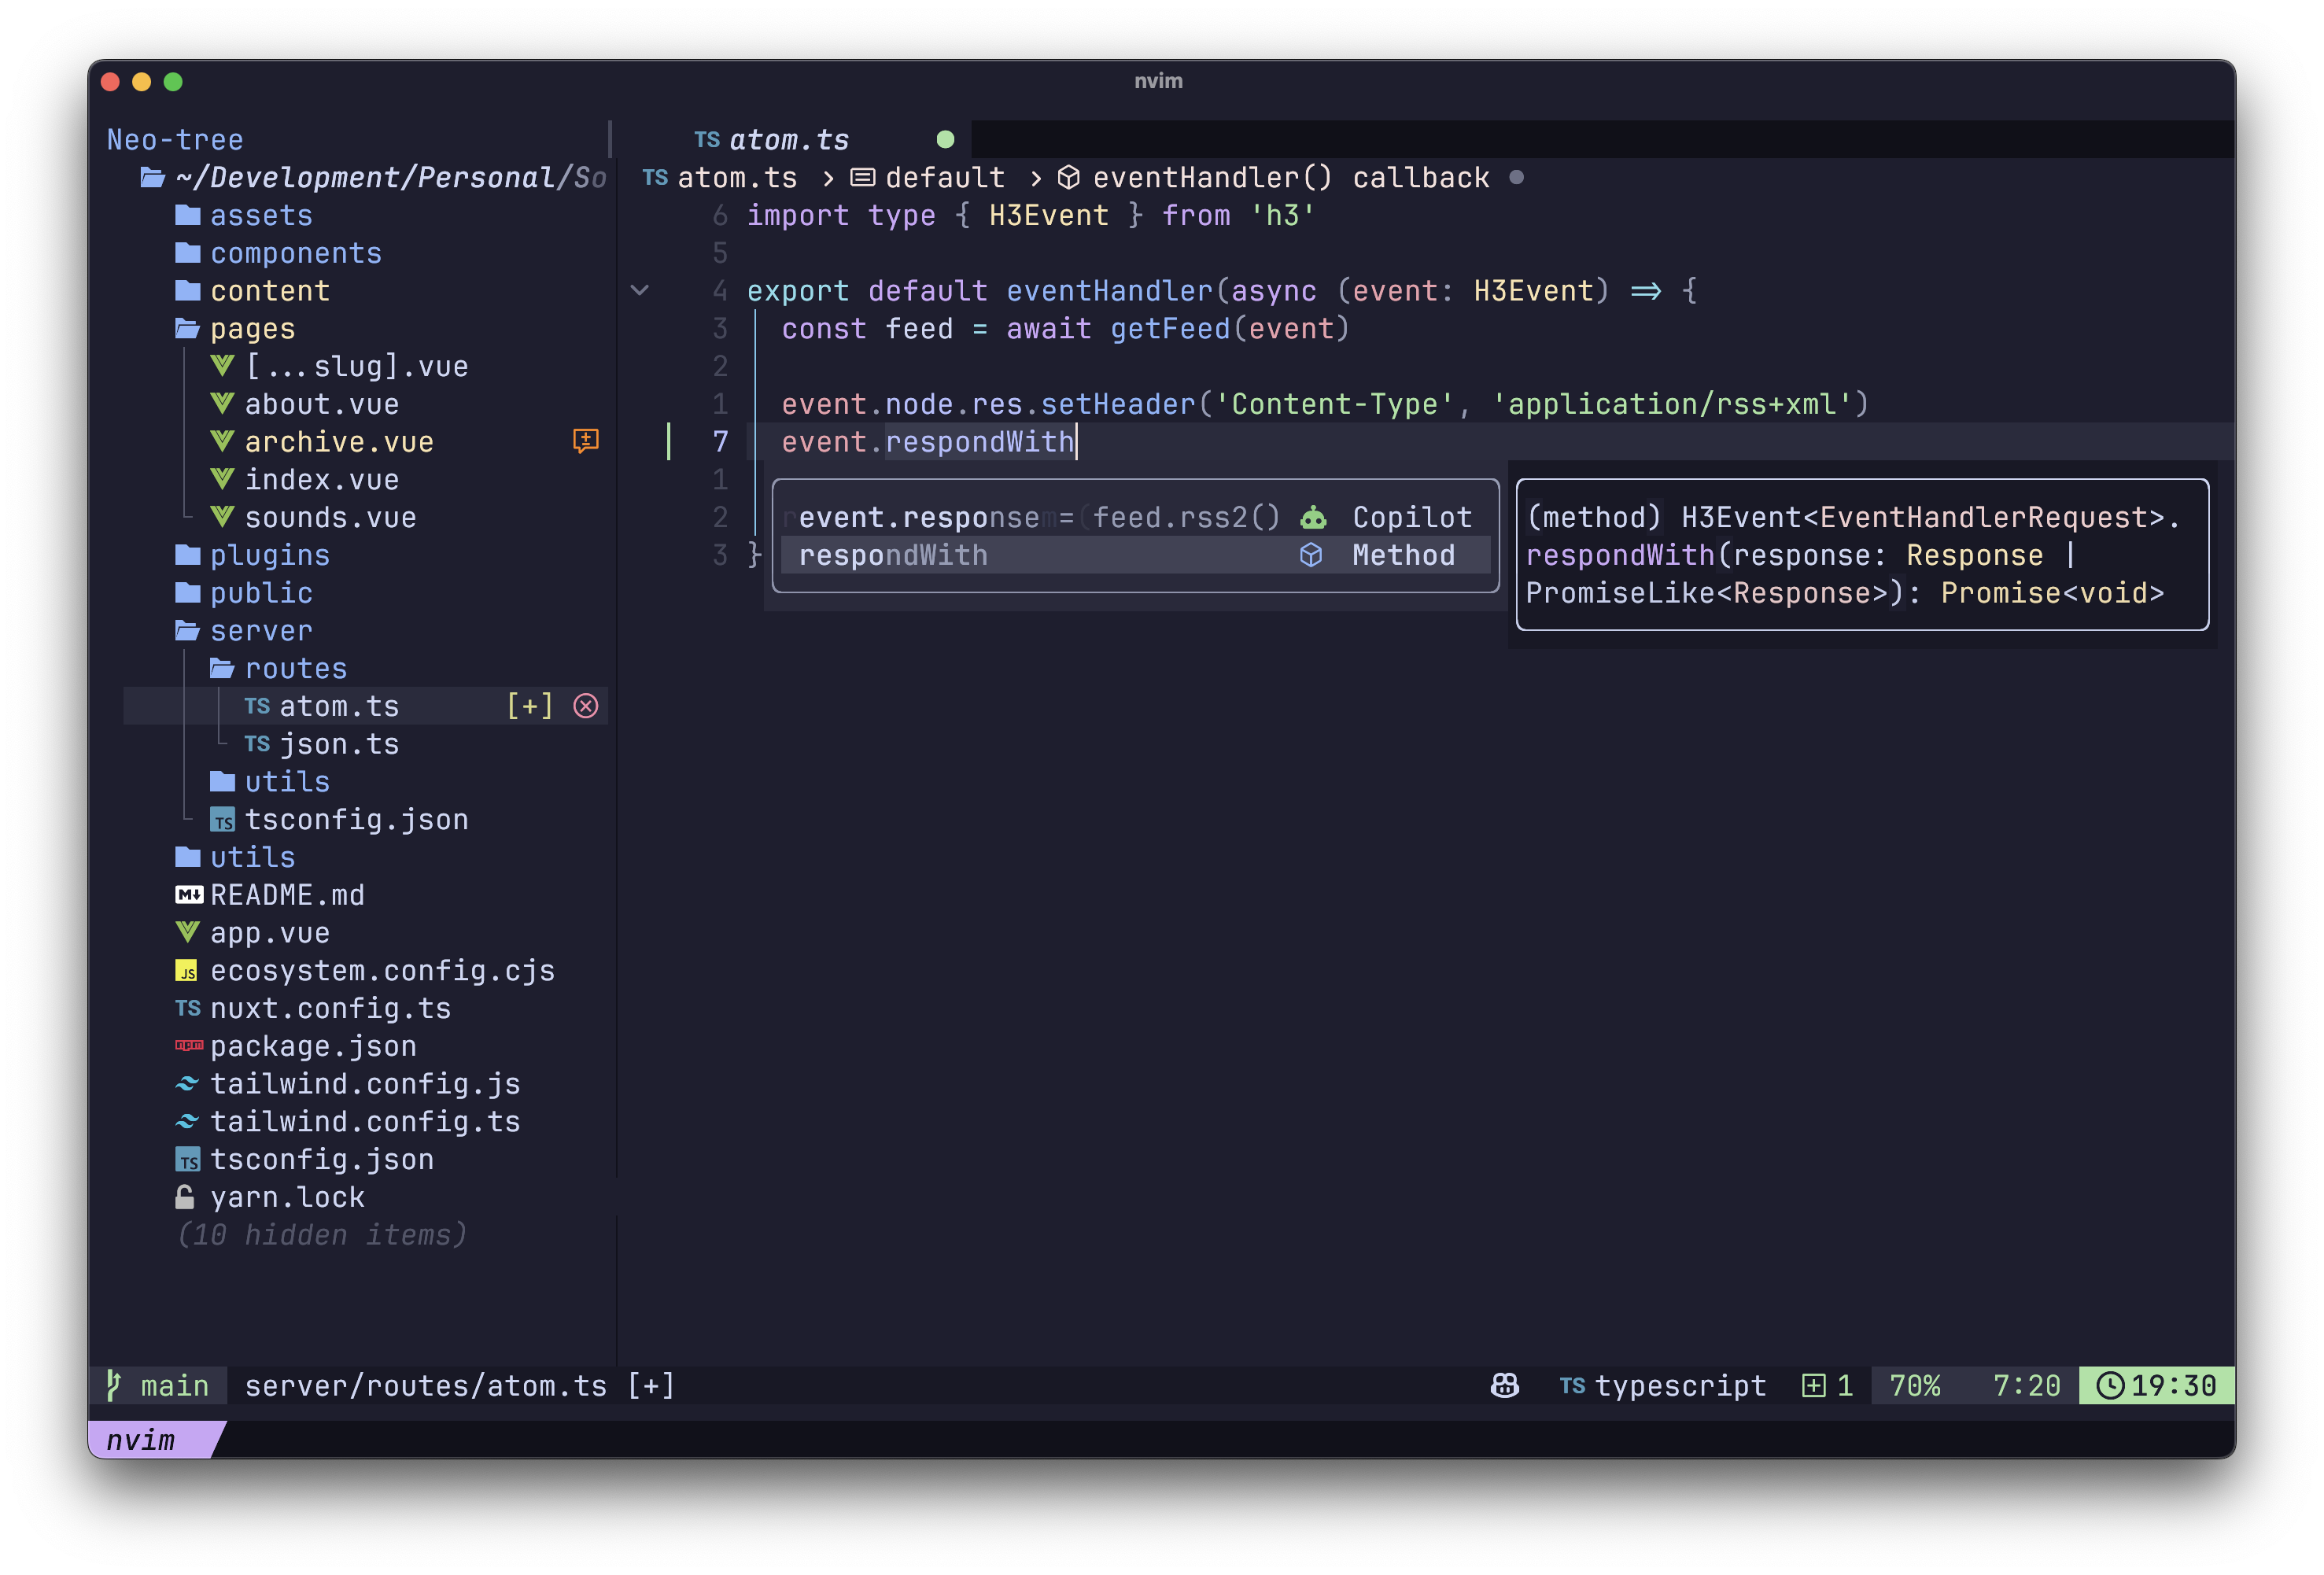 nvim
Neo-tree
~/Development/Personal/So
assets
components
content
pages
[...slug].vue
about.vue
archive.vue
index.vue
sounds.vue
plugins
public
server
routes
TS atom.ts [+]
TS json.ts
utils
TS tsconfig.json
utils
README.md
app.vue
JS ecosystem.config.cjs
TS nuxt.config.ts
package.json
tailwind.config.js
tailwind.config.ts
TS tsconfig.json
yarn.lock
(10 hidden items)
TS atom.ts
TS atom.ts > default > eventHandler() callback
6 import type { H3Event } from 'h3'
5
4 export default eventHandler(async (event: H3Event) => {
3 const feed = await getFeed(event)
2
1 event.node.res.setHeader('Content-Type', 'application/rss+xml')
7 event.respondWith
1
2
3 }
event.response = feed.rss2() Copilot
respondWith Method
(method) H3Event<EventHandlerRequest>.
respondWith(response: Response |
PromiseLike<Response>): Promise<void>
main server/routes/atom.ts [+] TS typescript 1 70% 7:20 19:30
nvim